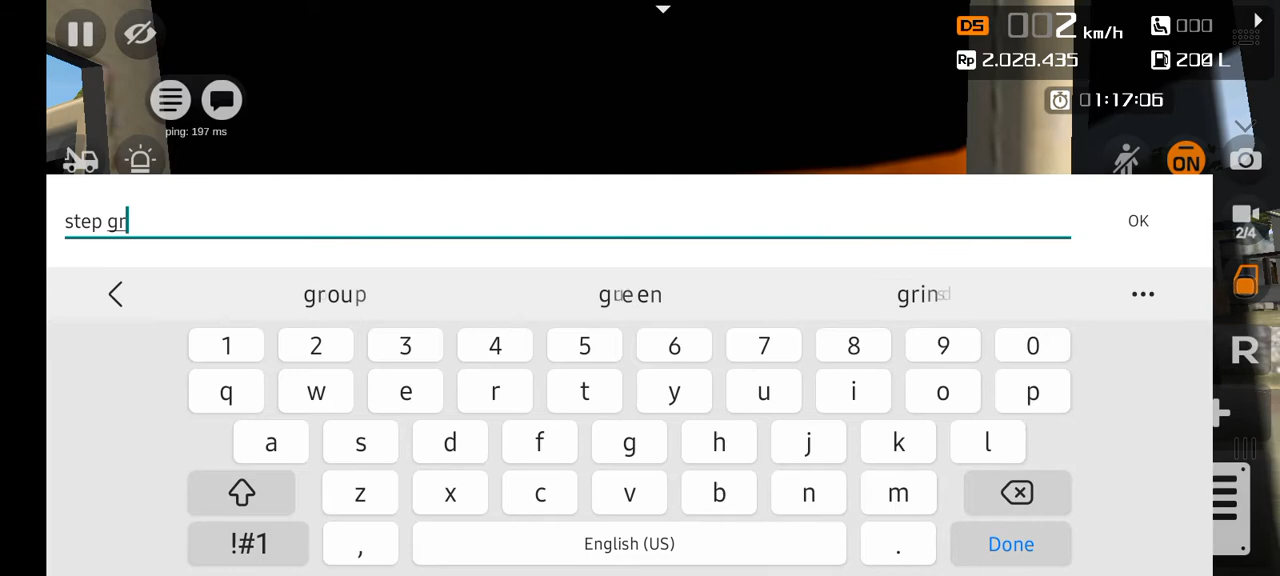 D5 002 km/h 000
Rp 2.028.435 200 L
01:17:06
ping: 197 ms
ON
step gr
OK
2/4
group green grin
1 2 3 4 5 6 7 8 9 0
q w e r t y u i o p
R
a s d f g h j k l
z x c v b n m
!#1 , English (US) . Done